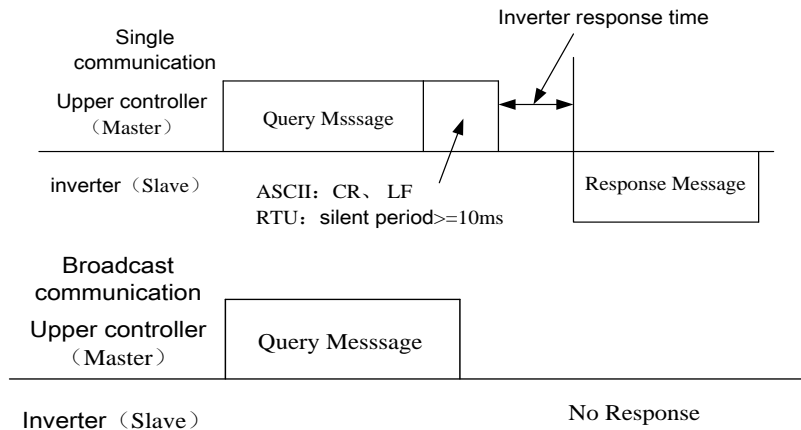 Inverter response time
Single
communication
Upper controller
（Master）
Query Msssage
inverter（Slave）
ASCII：CR、LF
RTU：silent period>=10ms
Response Message
Broadcast
communication
Upper controller
（Master）
Query Messsage
Inverter（Slave）
No Response